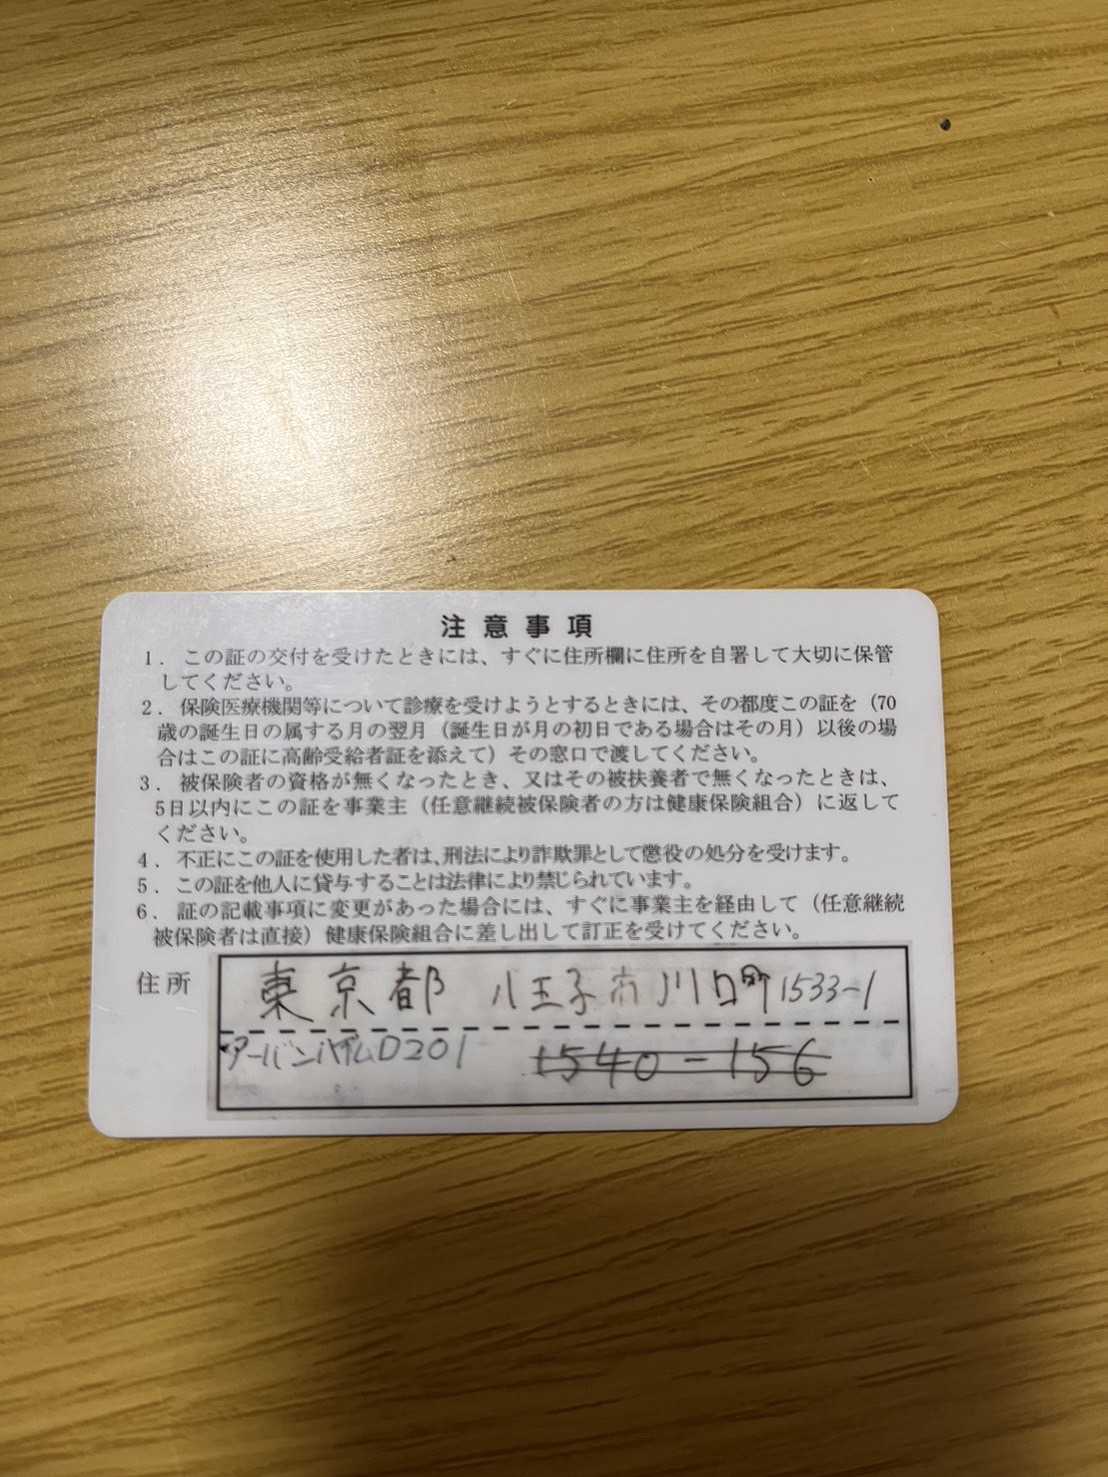 注意事項
1．この証の交付を受けたときには、すぐに住所欄に住所を自署して大切に保管
してください。
2．保険医療機関等について診療を受けようとするときには、その都度この証を（70
歳の誕生日の属する月の翌月（誕生日が月の初日である場合はその月）以後の場
合はこの証に高齢受給者証を添えて）その窓口で渡してください。
3．被保険者の資格が無くなったとき、又はその被扶養者で無くなったときは、
5日以内にこの証を事業主（任意継続被保険者の方は健康保険組合）に返して
ください。
4．不正にこの証を使用した者は、刑法により詐欺罪として懲役の処分を受けます。
5．この証を他人に貸与することは法律により禁じられています。
6．証の記載事項に変更があった場合には、すぐに事業主を経由して（任意継続
被保険者は直接）健康保険組合に差し出して訂正を受けてください。
住所 東京都 八王子市川口町1533-1
アーバンハイムD201 1540-156